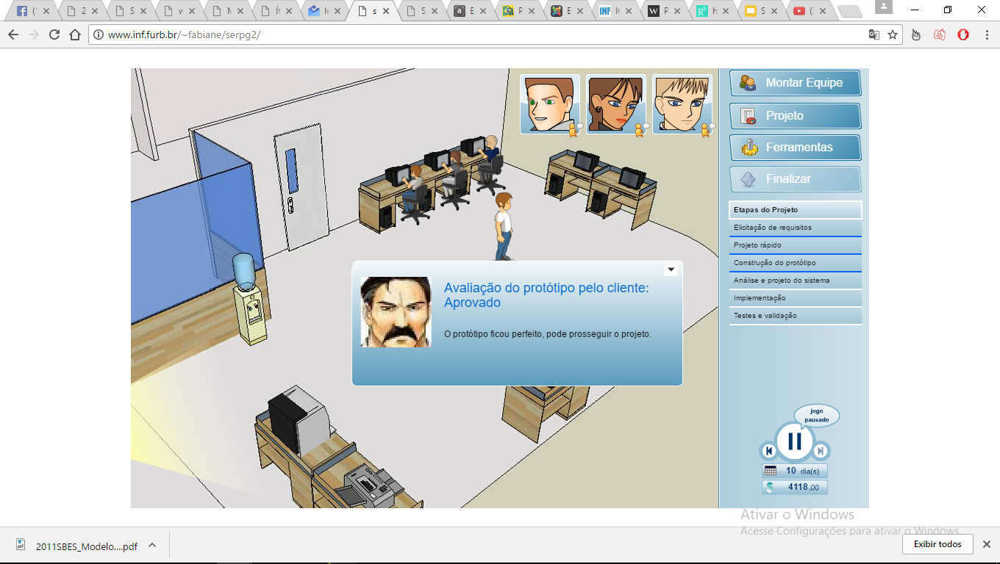 www.inf.furb.br/~fabiane/serpg2/
Montar Equipe
Projeto
Ferramentas
Finalizar
Etapas do Projeto
Elicitação de requisitos
Projeto rápido
Construção do protótipo
Análise e projeto do sistema
Implementação
Testes e validação
Avaliação do protótipo pelo cliente:
Aprovado
O protótipo ficou perfeito, pode prosseguir o projeto.
jogo
pausado
10 dia(s)
4118,00
Ativar o Windows
Acesse Configurações para ativar o Windows.
2011SBES_Modelo....pdf
Exibir todos